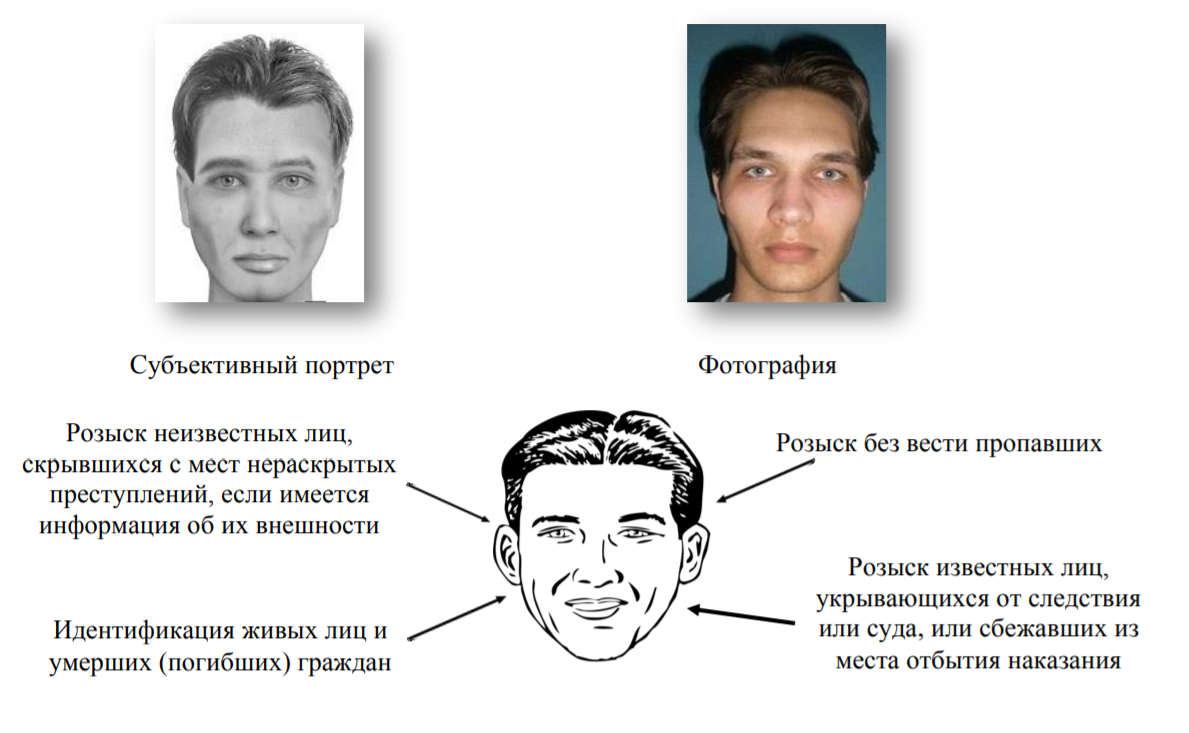 Субъективный портрет
Фотография
Розыск неизвестных лиц,
скрывшихся с мест нераскрытых
преступлений, если имеется
информация об их внешности
Розыск без вести пропавших
Идентификация живых лиц и
умерших (погибших) граждан
Розыск известных лиц,
укрывающихся от следствия
или суда, или сбежавших из
места отбытия наказания